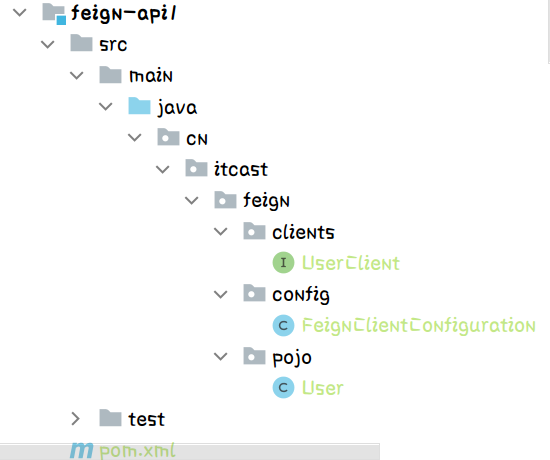 feign-api/
src
main
java
cn
itcast
feign
clients
I UserClient
config
C FeignClientConfiguration
pojo
C User
test
m pom.xml